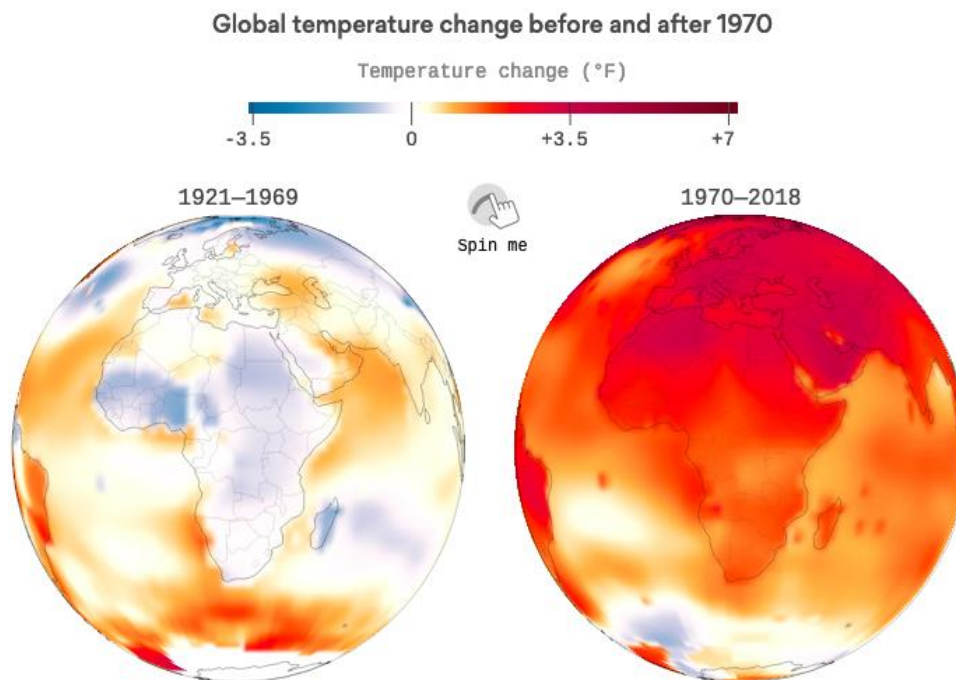 Global temperature change before and after 1970
Temperature change (°F)
-3.5 0 +3.5 +7
1921—1969
1970—2018
Spin me